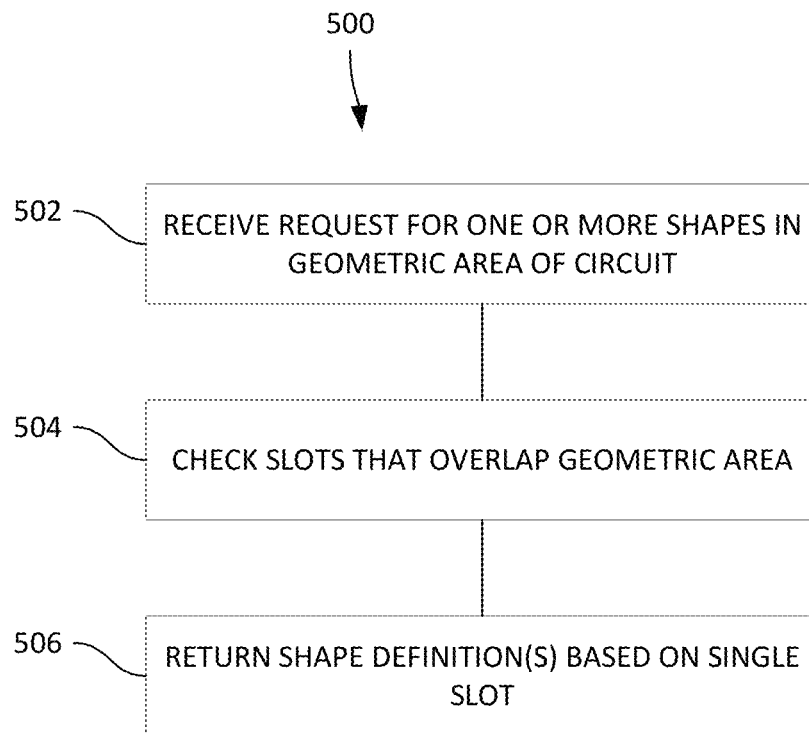 500
502
RECEIVE REQUEST FOR ONE OR MORE SHAPES IN
GEOMETRIC AREA OF CIRCUIT
504
CHECK SLOTS THAT OVERLAP GEOMETRIC AREA
506
RETURN SHAPE DEFINITION(S) BASED ON SINGLE
SLOT